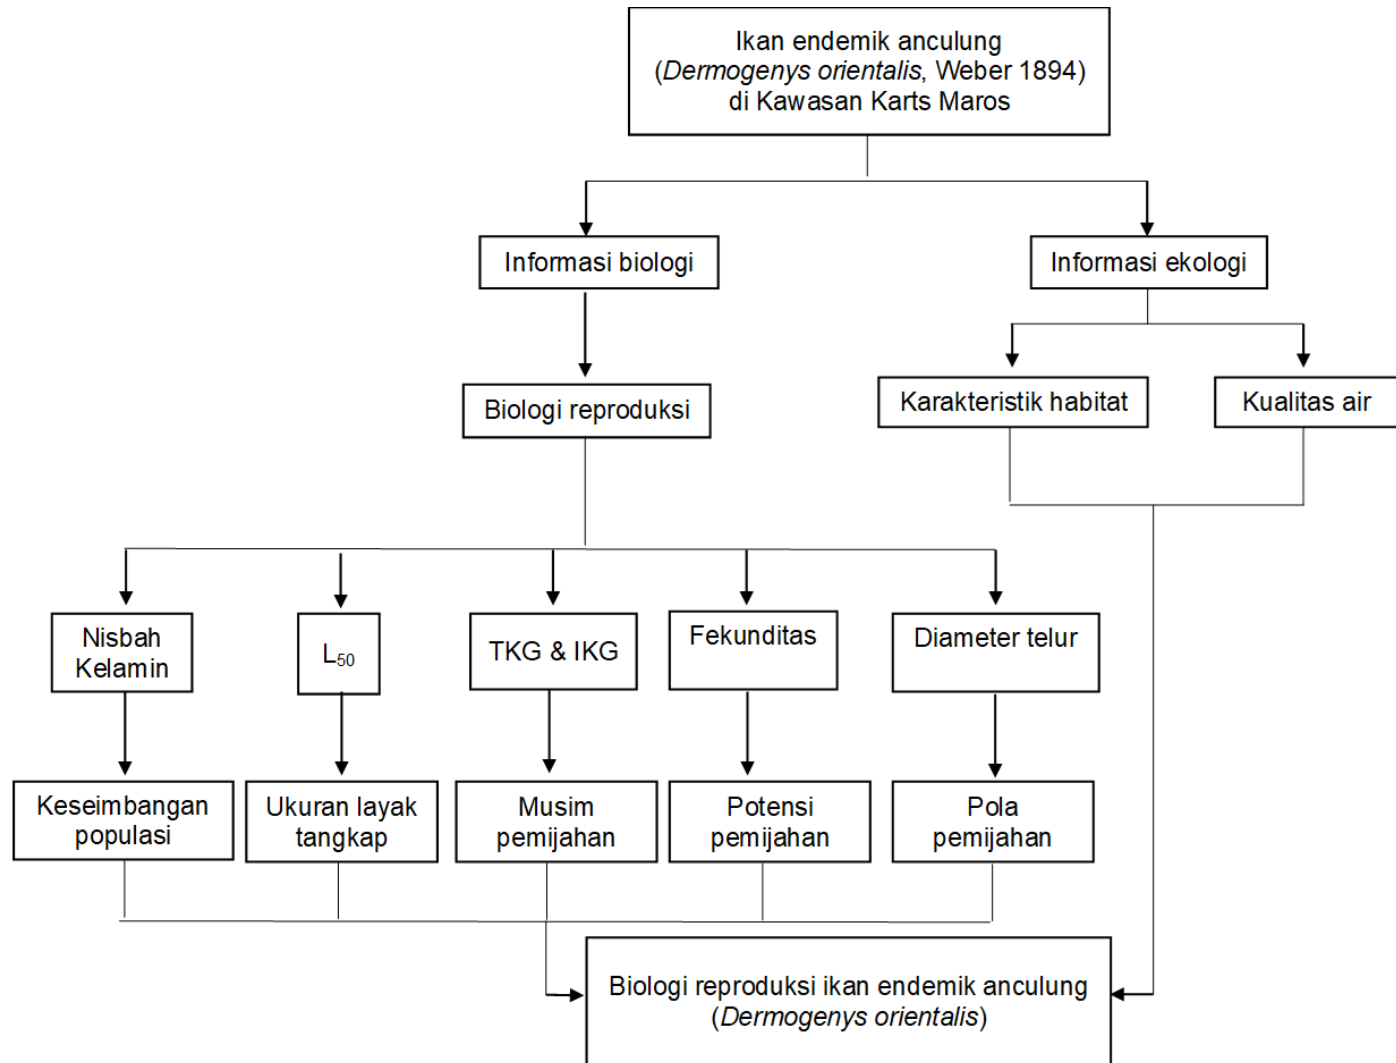 Ikan endemik anculung
(Dermogenys orientalis, Weber 1894)
di Kawasan Karts Maros
Informasi biologi
Informasi ekologi
Biologi reproduksi
Karakteristik habitat
Kualitas air
Nisbah
Kelamin
L50
TKG & IKG
Fekunditas
Diameter telur
Keseimbangan
populasi
Ukuran layak
tangkap
Musim
pemijahan
Potensi
pemijahan
Pola
pemijahan
Biologi reproduksi ikan endemik anculung
(Dermogenys orientalis)